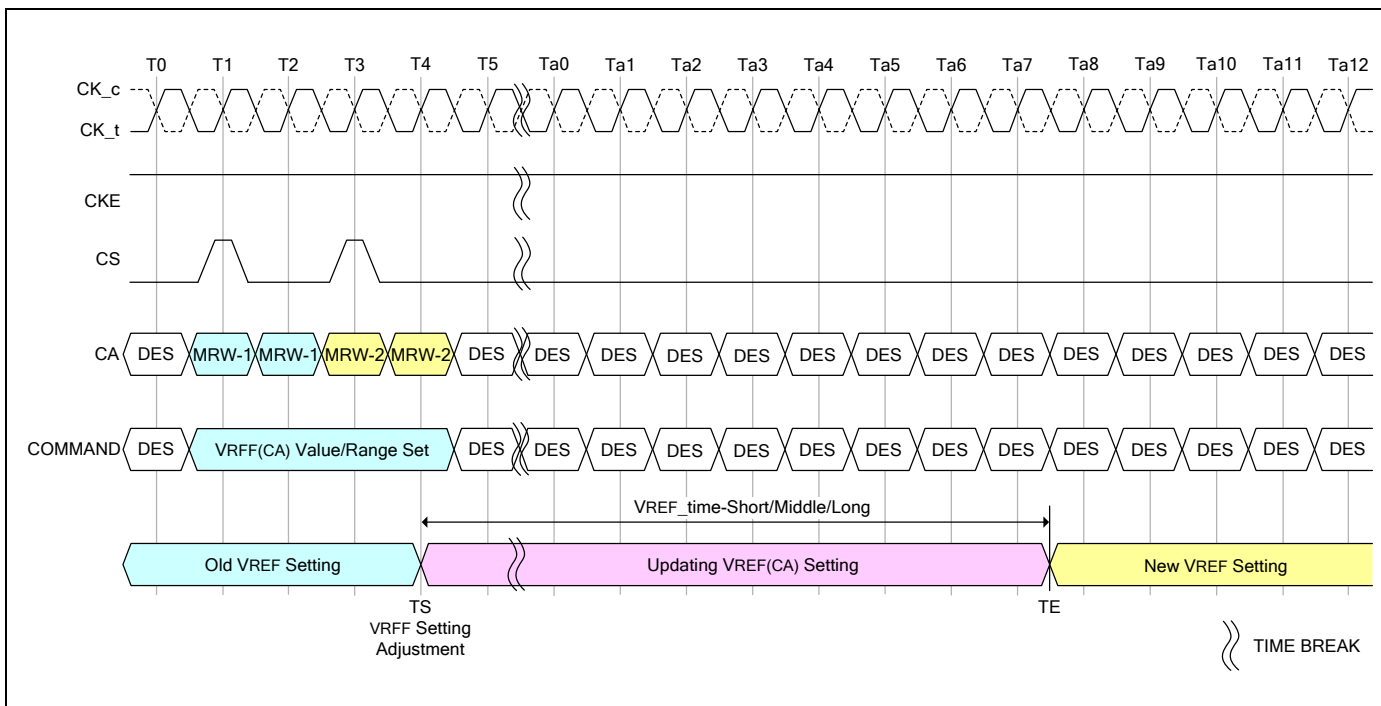 T0 T1 T2 T3 T4 T5 Ta0 Ta1 Ta2 Ta3 Ta4 Ta5 Ta6 Ta7 Ta8 Ta9 Ta10 Ta11 Ta12
CK_c
CK_t
CKE
CS
CA DES MRW-1 MRW-1 MRW-2 MRW-2 DES DES DES DES DES DES DES DES DES DES DES DES DES DES
COMMAND DES VRFF(CA) Value/Range Set DES DES DES DES DES DES DES DES DES DES DES DES DES DES
VREF_time-Short/Middle/Long
Old VREF Setting Updating VREF(CA) Setting New VREF Setting
TS TE
VRFF Setting
Adjustment
TIME BREAK